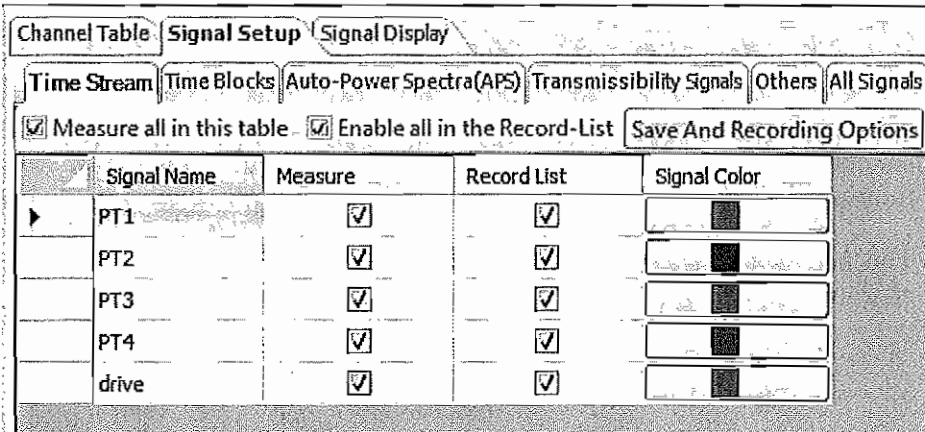 Channel Table Signal Setup Signal Display
Time Stream Time Blocks Auto-Power Spectra(APS) Transmissibility Signals Others All Signals
Measure all in this table Enable all in the Record-List Save And Recording Options
Signal Name Measure Record List Signal Color
PT1
PT2
PT3
PT4
drive